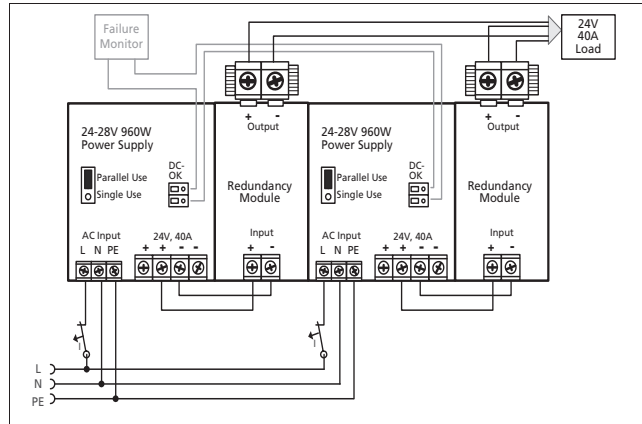 Failure
Monitor
24V
40A
Load
24-28V 960W
Power Supply
Parallel Use
Single Use
DC-
OK
AC Input
L N PE
24V, 40A
+ + - -
+ -
Output
Redundancy
Module
Input
+ -
24-28V 960W
Power Supply
Parallel Use
Single Use
DC-
OK
AC Input
L N PE
24V, 40A
+ + - -
+ -
Output
Redundancy
Module
Input
+ -
L
N
PE